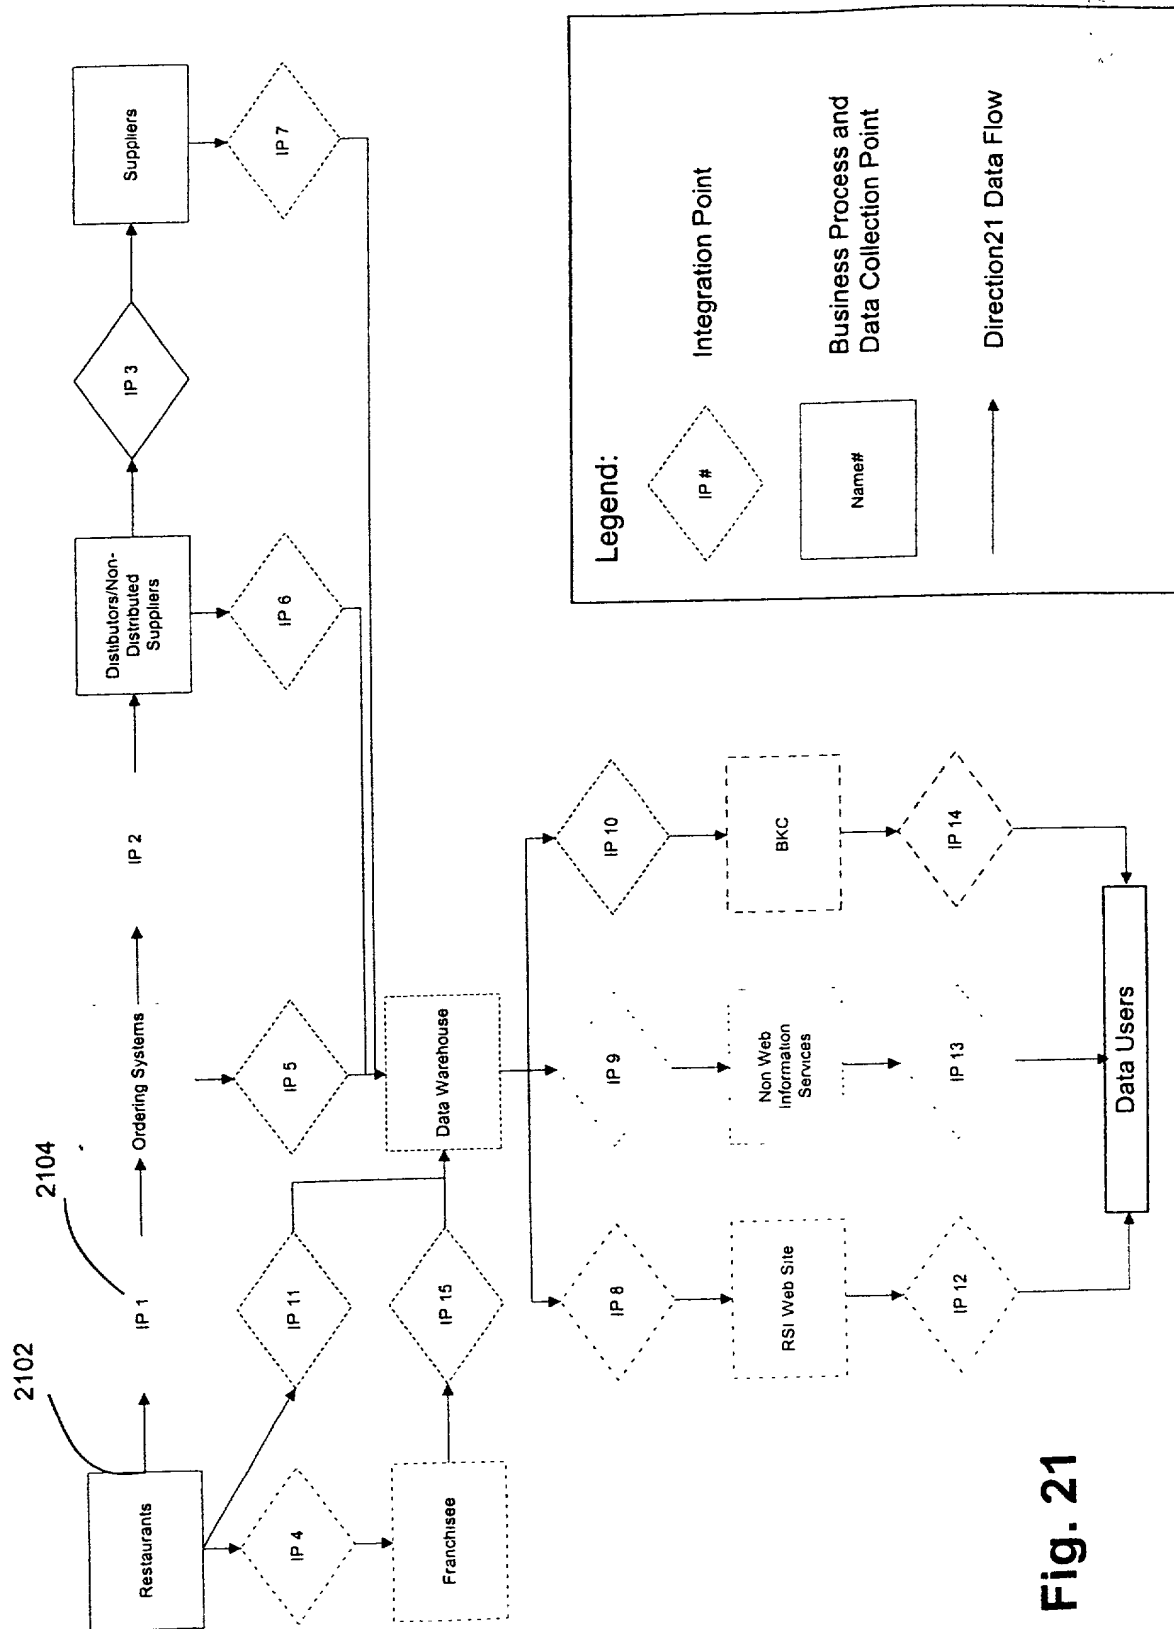 2102
2104
Restaurants
IP 1
Ordering Systems
IP 2
Distibutors/Non-
Distributed
Suppliers
IP 3
Suppliers
IP 4
IP 11
IP 5
IP 6
IP 7
Franchisee
IP 15
Data Warehouse
IP 8
IP 9
IP 10
RSI Web Site
Non Web
Information
Services
BKC
IP 12
IP 13
IP 14
Data Users
Legend:
IP #
Integration Point
Name#
Business Process and
Data Collection Point
Direction21 Data Flow
Fig. 21